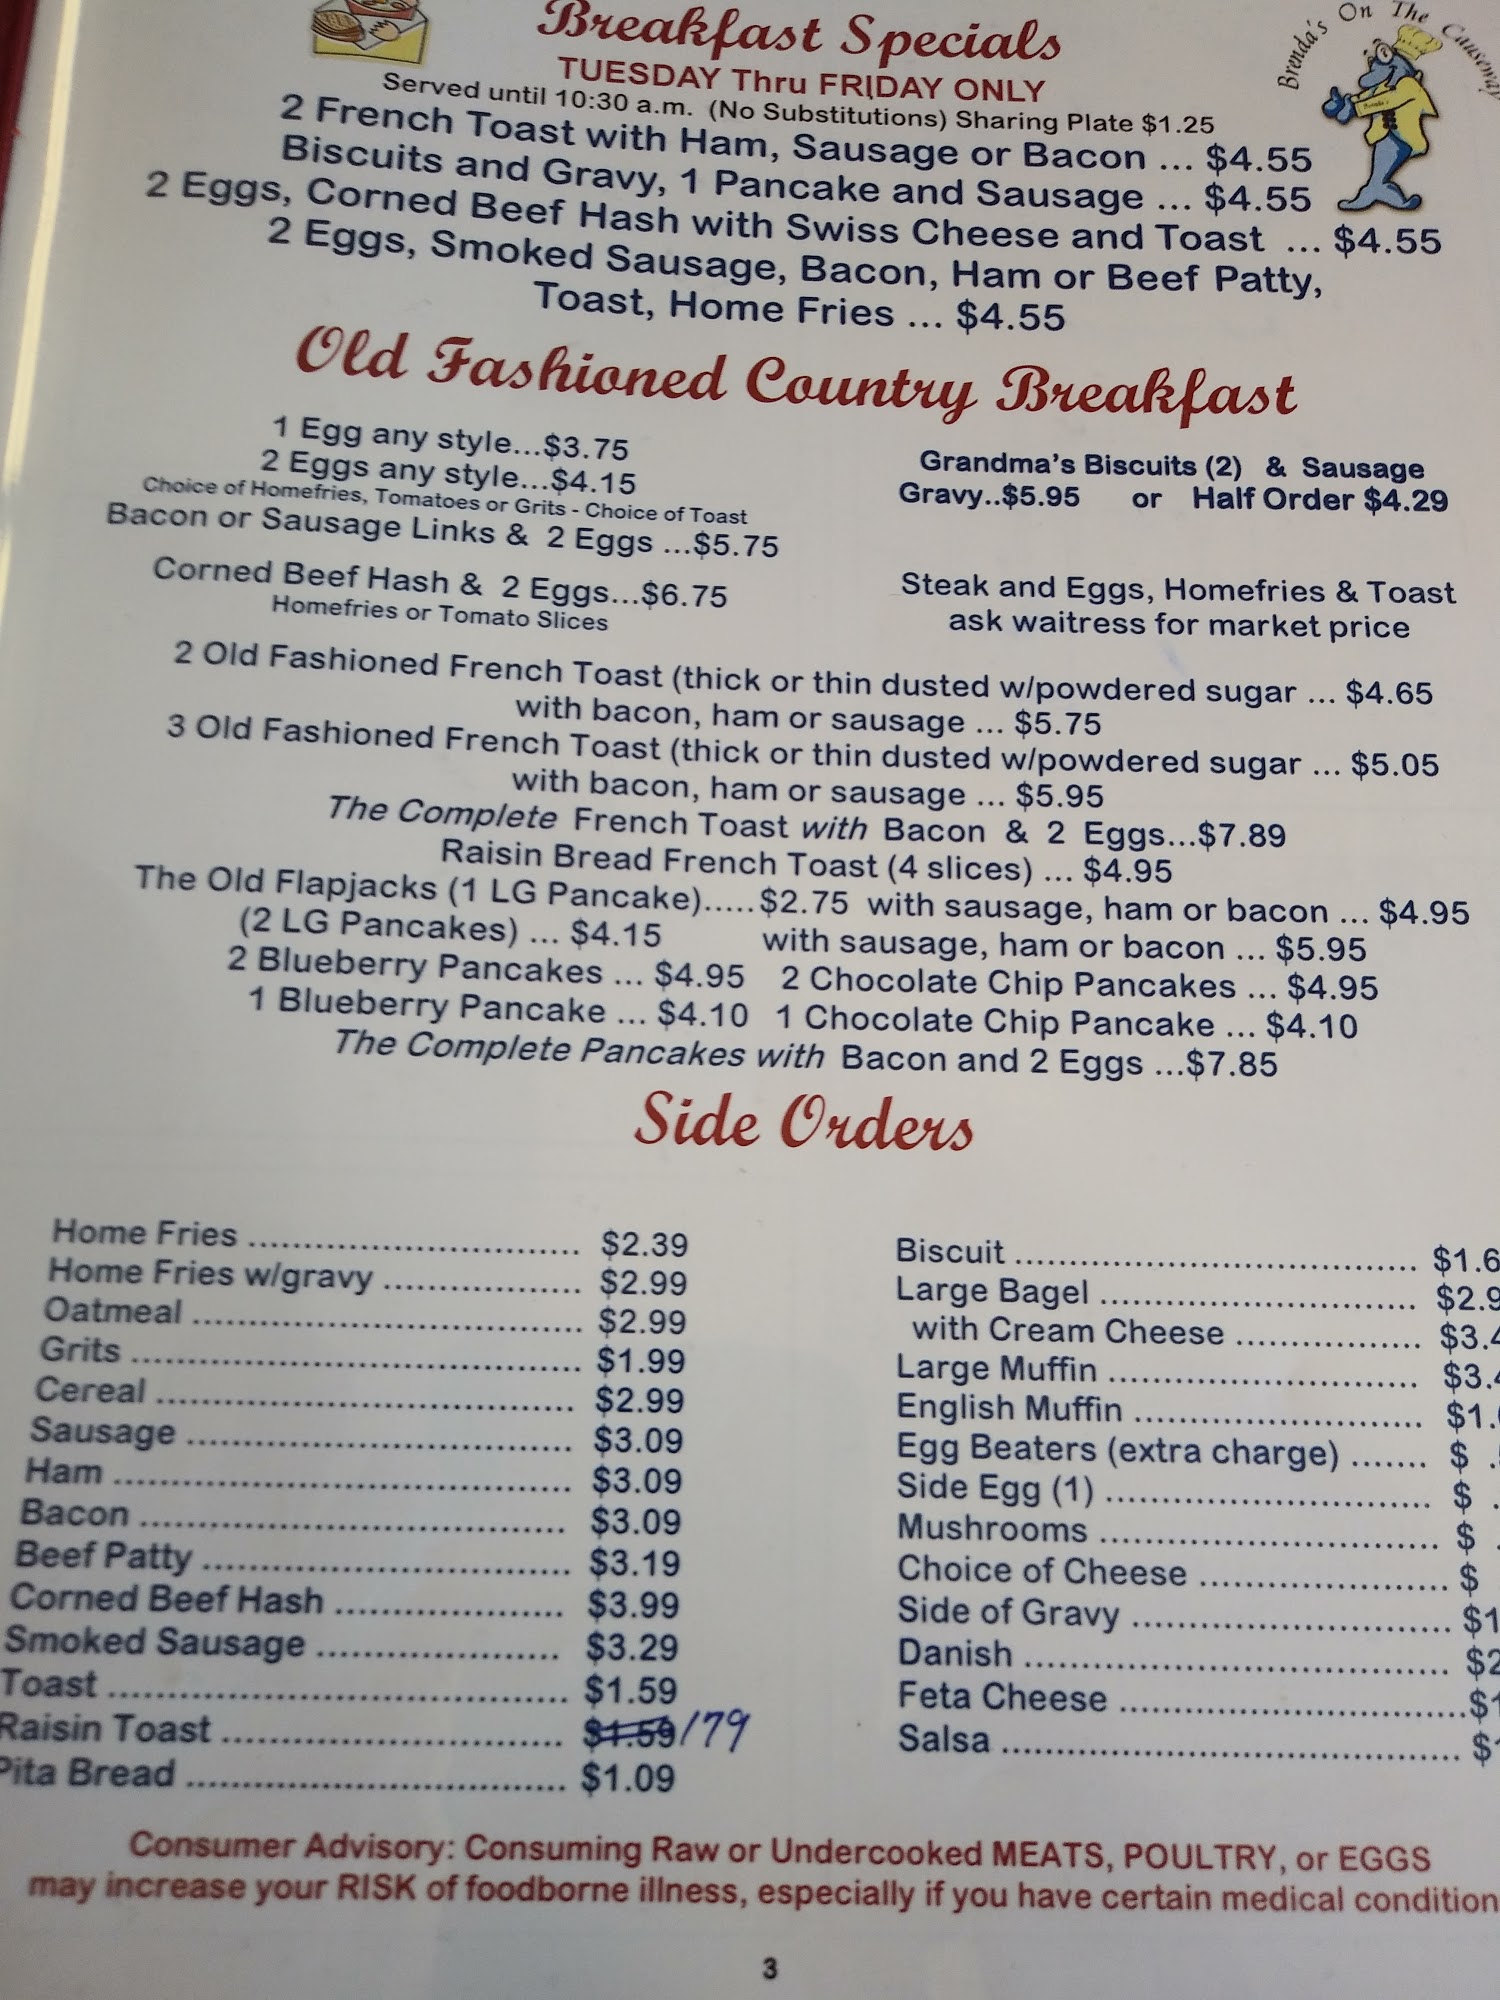 Breakfast Specials
Brenda's On The Causeway
TUESDAY Thru FRIDAY ONLY
Served until 10:30 a.m. (No Substitutions) Sharing Plate $1.25
2 French Toast with Ham, Sausage or Bacon ... $4.55
Biscuits and Gravy, 1 Pancake and Sausage ... $4.55
2 Eggs, Corned Beef Hash with Swiss Cheese and Toast ... $4.55
2 Eggs, Smoked Sausage, Bacon, Ham or Beef Patty,
Toast, Home Fries ... $4.55
Old Fashioned Country Breakfast
1 Egg any style...$3.75
2 Eggs any style...$4.15
Choice of Homefries, Tomatoes or Grits - Choice of Toast
Bacon or Sausage Links & 2 Eggs ...$5.75
Corned Beef Hash & 2 Eggs...$6.75
Homefries or Tomato Slices
Grandma's Biscuits (2) & Sausage
Gravy..$5.95 or Half Order $4.29
Steak and Eggs, Homefries & Toast
ask waitress for market price
2 Old Fashioned French Toast (thick or thin dusted w/powdered sugar ... $4.65
with bacon, ham or sausage ... $5.75
3 Old Fashioned French Toast (thick or thin dusted w/powdered sugar ... $5.05
with bacon, ham or sausage ... $5.95
The Complete French Toast with Bacon & 2 Eggs...$7.89
Raisin Bread French Toast (4 slices) ... $4.95
The Old Flapjacks (1 LG Pancake).....$2.75 with sausage, ham or bacon ... $4.95
(2 LG Pancakes) ... $4.15 with sausage, ham or bacon ... $5.95
2 Blueberry Pancakes ... $4.95 2 Chocolate Chip Pancakes ... $4.95
1 Blueberry Pancake ... $4.10 1 Chocolate Chip Pancake ... $4.10
The Complete Pancakes with Bacon and 2 Eggs ...$7.85
Side Orders
Home Fries .............................. $2.39
Home Fries w/gravy .................. $2.99
Oatmeal ................................... $2.99
Grits ......................................... $1.99
Cereal ...................................... $2.99
Sausage ................................... $3.09
Ham .......................................... $3.09
Bacon ....................................... $3.09
Beef Patty ................................. $3.19
Corned Beef Hash ..................... $3.99
Smoked Sausage ...................... $3.29
Toast .......................................... $1.59
Raisin Toast ............................... $1.59 /79
Pita Bread ................................... $1.09
Biscuit ..................................... $1.6
Large Bagel ............................. $2.9
with Cream Cheese ................. $3.4
Large Muffin ............................ $3.4
English Muffin .......................... $1.
Egg Beaters (extra charge) ....... $ .
Side Egg (1) .............................. $ .
Mushrooms ............................... $ .
Choice of Cheese ....................... $
Side of Gravy ............................. $1
Danish ....................................... $2
Feta Cheese ................................$1
Salsa .......................................... $1
Consumer Advisory: Consuming Raw or Undercooked MEATS, POULTRY, or EGGS
may increase your RISK of foodborne illness, especially if you have certain medical condition
3